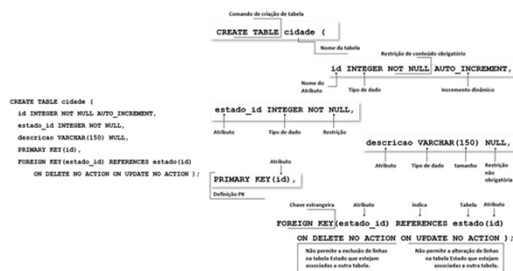 CREATE TABLE cidade (
id INTEGER NOT NULL AUTO_INCREMENT,
estado_id INTEGER NOT NULL,
descricao VARCHAR(150) NULL,
PRIMARY KEY(id),
FOREIGN KEY(estado_id) REFERENCES estado(id)
ON DELETE NO ACTION ON UPDATE NO ACTION );
Comando de criação de tabela
CREATE TABLE cidade (
Nome da tabela
Restrição de conteúdo obrigatório
id INTEGER NOT NULL AUTO_INCREMENT,
Nome do
Atributo
Tipo de dado
Incremento dinâmico
estado_id INTEGER NOT NULL,
Atributo
Tipo de dado
Restrição
descricao VARCHAR(150) NULL,
Atributo
Tipo de dado
tamanho
Restrição
não
obrigatória
Atributo
PRIMARY KEY(id),
Definição PK
Chave estrangeira
Atributo
indica
Tabela
Atributo
FOREIGN KEY(estado_id) REFERENCES estado(id)
ON DELETE NO ACTION ON UPDATE NO ACTION );
Não permite a exclusão de linhas
na tabela Estado que estejam
associadas a outra tabela.
Não permite a alteração de linhas
na tabela Estado que estejam
associadas a outra tabela.